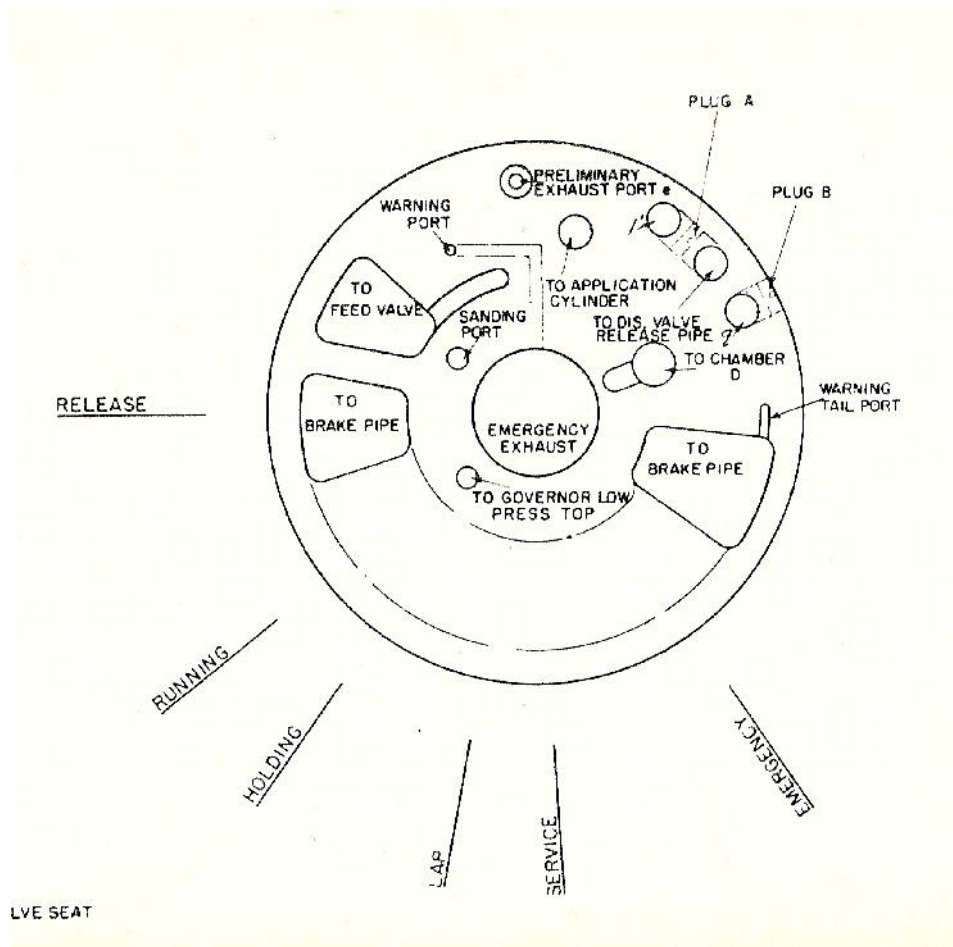 PLUG A
PRELIMINARY
EXHAUST PORT e
PLUG B
WARNING
PORT
TO
FEED VALVE
TO APPLICATION
CYLINDER
SANDING
PORT
TO DIS. VALVE
RELEASE PIPE
TO CHAMBER
D
WARNING
TAIL PORT
RELEASE
TO
BRAKE PIPE
EMERGENCY
EXHAUST
TO
BRAKE PIPE
TO GOVERNOR LOW
PRESS TOP
RUNNING
HOLDING
LAP
SERVICE
EMERGENCY
LVE SEAT